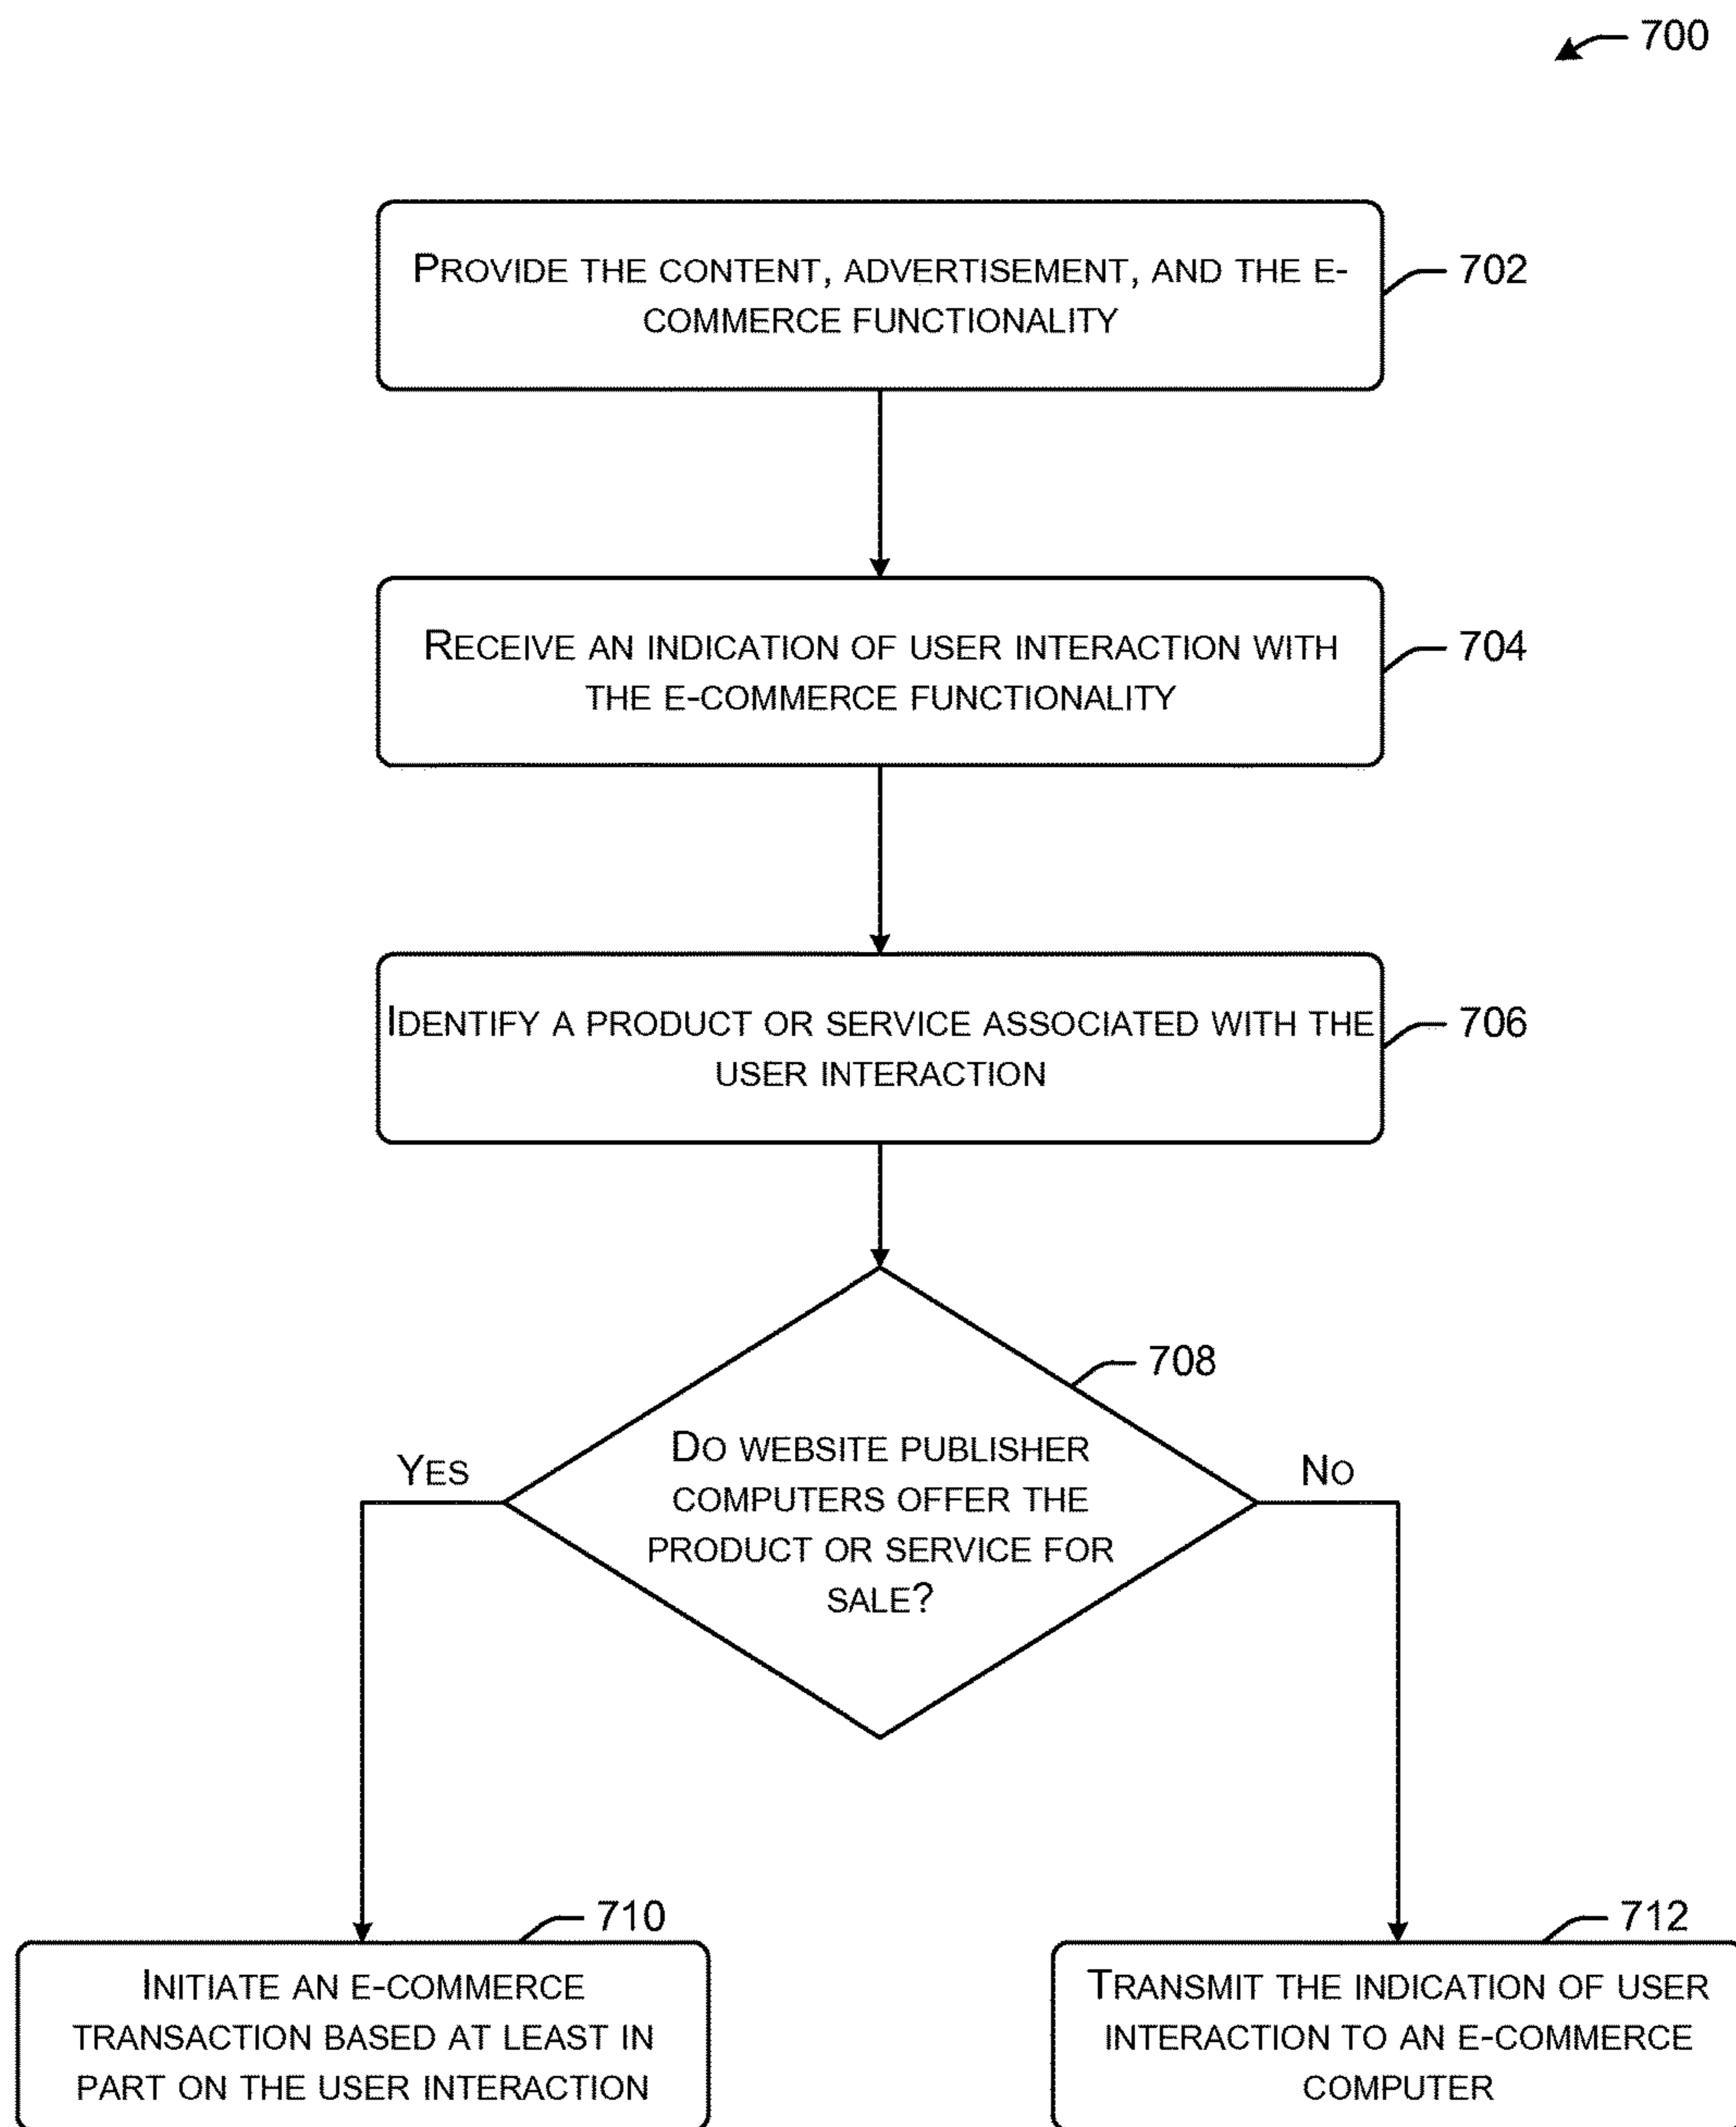 700
PROVIDE THE CONTENT, ADVERTISEMENT, AND THE E-
COMMERCE FUNCTIONALITY
702
RECEIVE AN INDICATION OF USER INTERACTION WITH
THE E-COMMERCE FUNCTIONALITY
704
IDENTIFY A PRODUCT OR SERVICE ASSOCIATED WITH THE
USER INTERACTION
706
708
DO WEBSITE PUBLISHER
COMPUTERS OFFER THE
PRODUCT OR SERVICE FOR
SALE?
YES
NO
710
INITIATE AN E-COMMERCE
TRANSACTION BASED AT LEAST IN
PART ON THE USER INTERACTION
712
TRANSMIT THE INDICATION OF USER
INTERACTION TO AN E-COMMERCE
COMPUTER